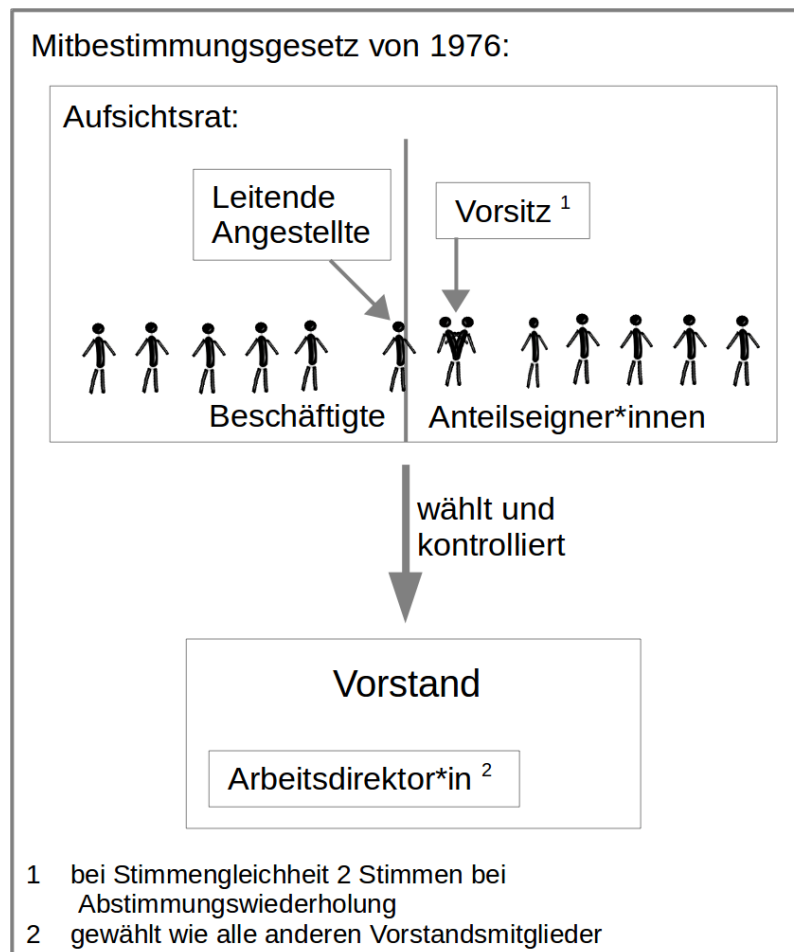 Mitbestimmungsgesetz von 1976:
Aufsichtsrat:
Leitende
Angestellte
Vorsitz 1
Beschäftigte
Anteilseigner*innen
wählt und
kontrolliert
Vorstand
Arbeitsdirektor*in 2
1 bei Stimmengleichheit 2 Stimmen bei
Abstimmungswiederholung
2 gewählt wie alle anderen Vorstandsmitglieder